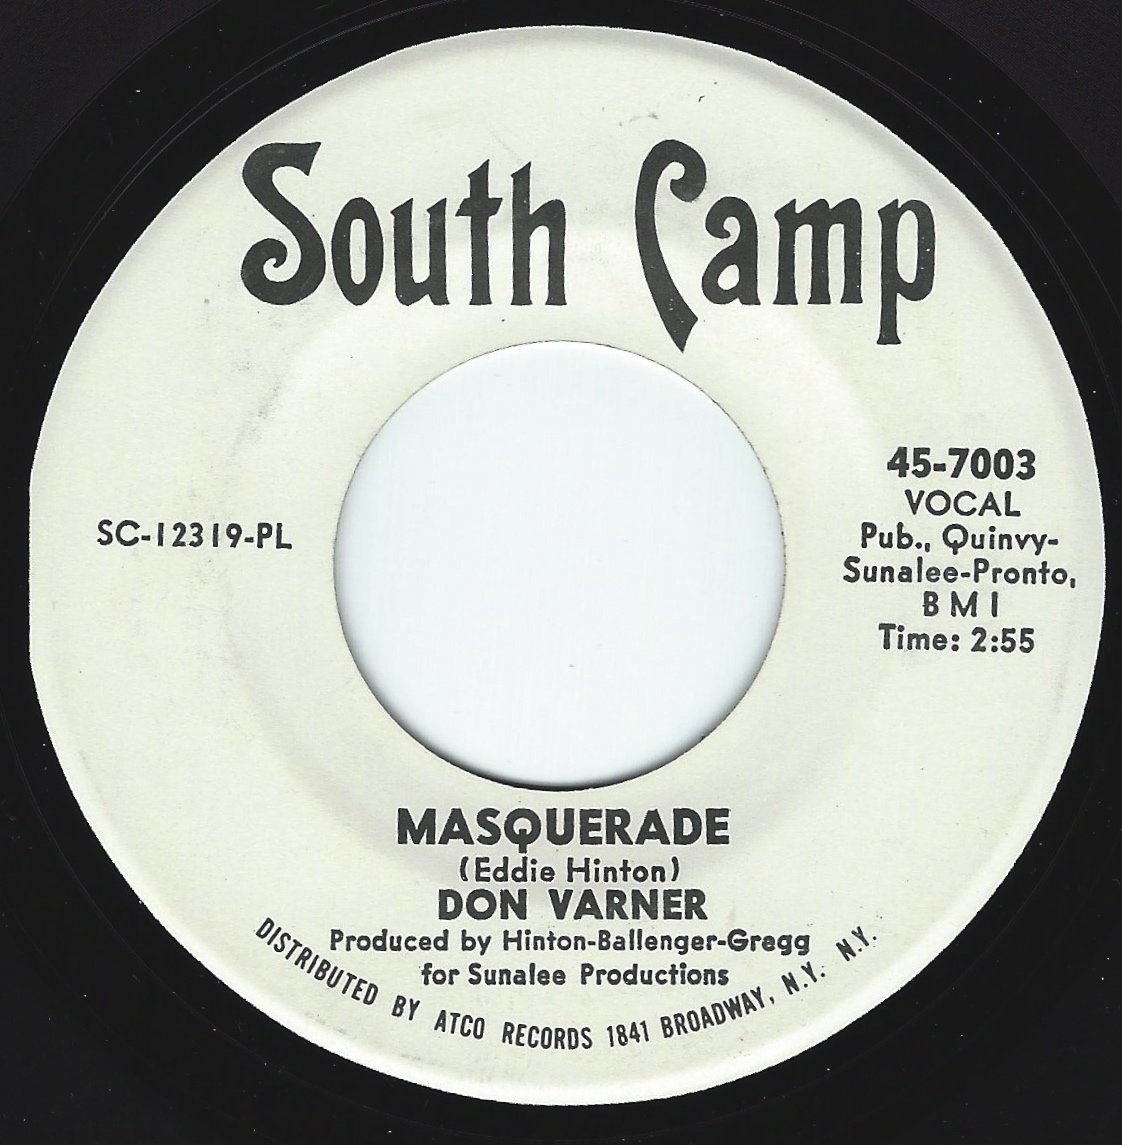 South Camp
SC-12319-PL
45-7003
VOCAL
Pub., Quinvy-
Sunalee-Pronto,
B M I
Time: 2:55
MASQUERADE
(Eddie Hinton)
DON VARNER
Produced by Hinton-Ballenger-Gregg
for Sunalee Productions
DISTRIBUTED BY ATCO RECORDS 1841 BROADWAY, N.Y. N.Y.